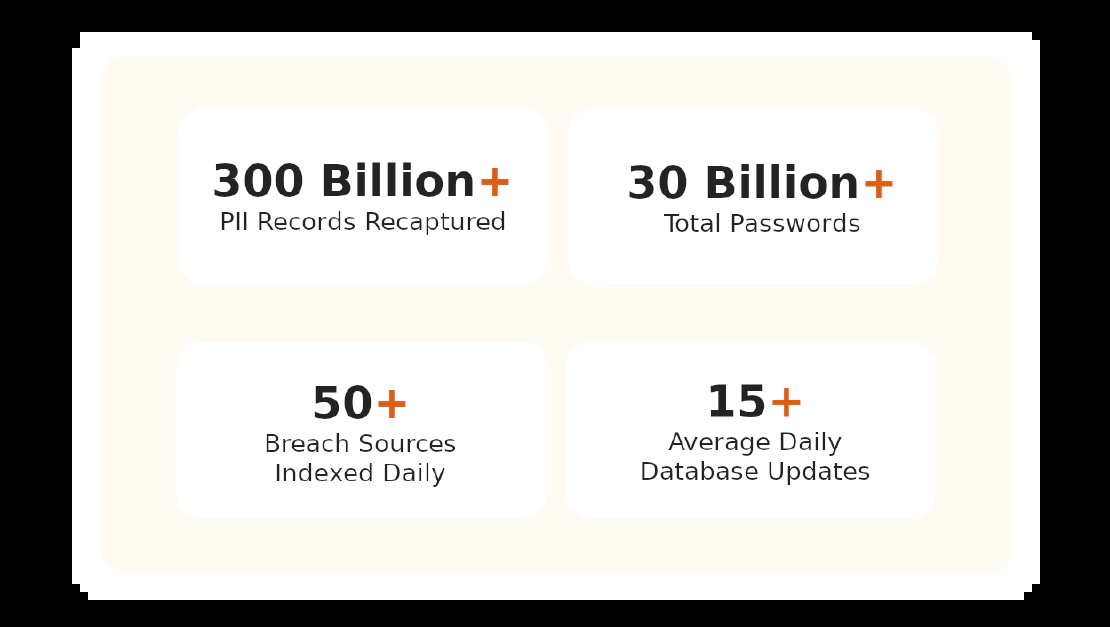 300 Billion+
PII Records Recaptured
30 Billion+
Total Passwords
50+
Breach Sources
Indexed Daily
15+
Average Daily
Database Updates